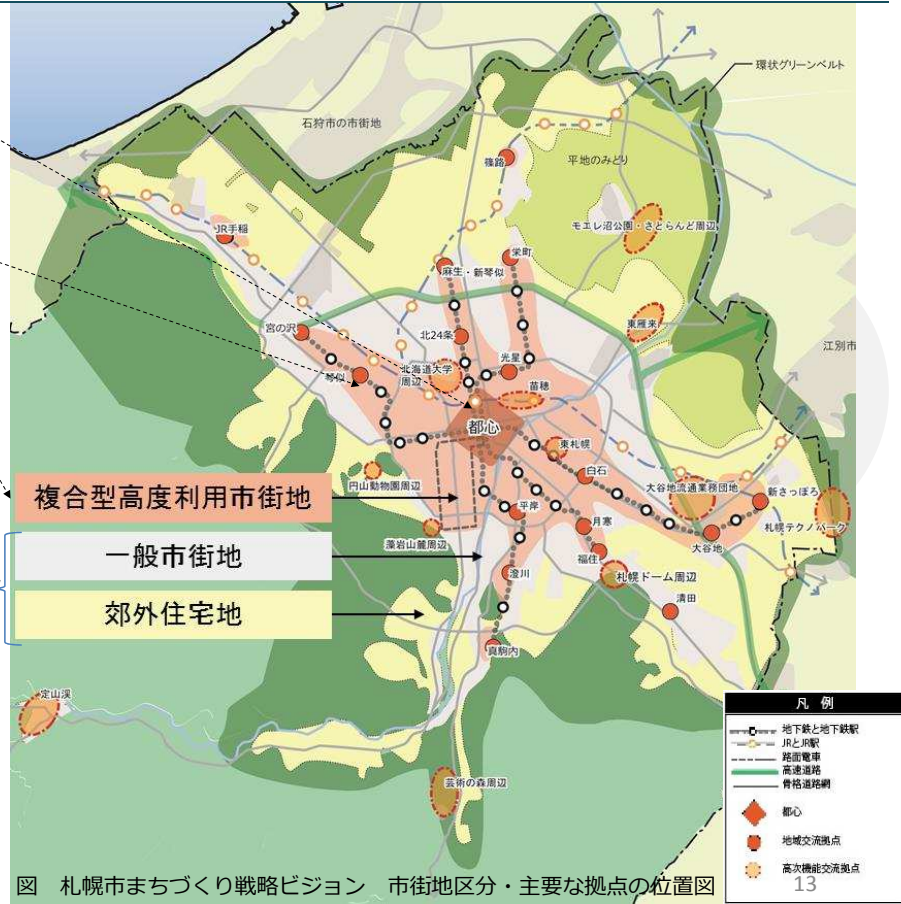 環状グリーンベルト
石狩市の市街地
篠路
平地のみどり
モエレ沼公園・さとらんど周辺
JR手稲
栄町
麻生・新琴似
宮の沢
北24条
東雁来
光星
江別市
琴似
北海道大学
周辺
苗穂
都心
東札幌
円山動物園周辺
白石
大谷地流通業務団地
新さっぽろ
複合型高度利用市街地
平岸
月寒
札幌テクノパーク
藻岩山麓周辺
大谷地
一般市街地
福住
澄川
札幌ドーム周辺
郊外住宅地
清田
真駒内
定山渓
芸術の森周辺
凡 例
地下鉄と地下鉄駅
JRとJR駅
路面電車
高速道路
骨格道路網
都心
地域交流拠点
高次機能交流拠点
図 札幌市まちづくり戦略ビジョン 市街地区分・主要な拠点の位置図
13